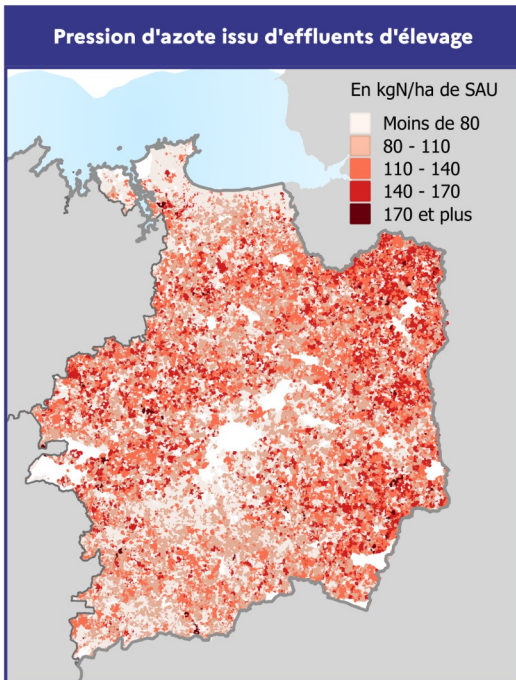 Pression d'azote issu d'effluents d'élevage
En kgN/ha de SAU
Moins de 80
80 - 110
110 - 140
140 - 170
170 et plus